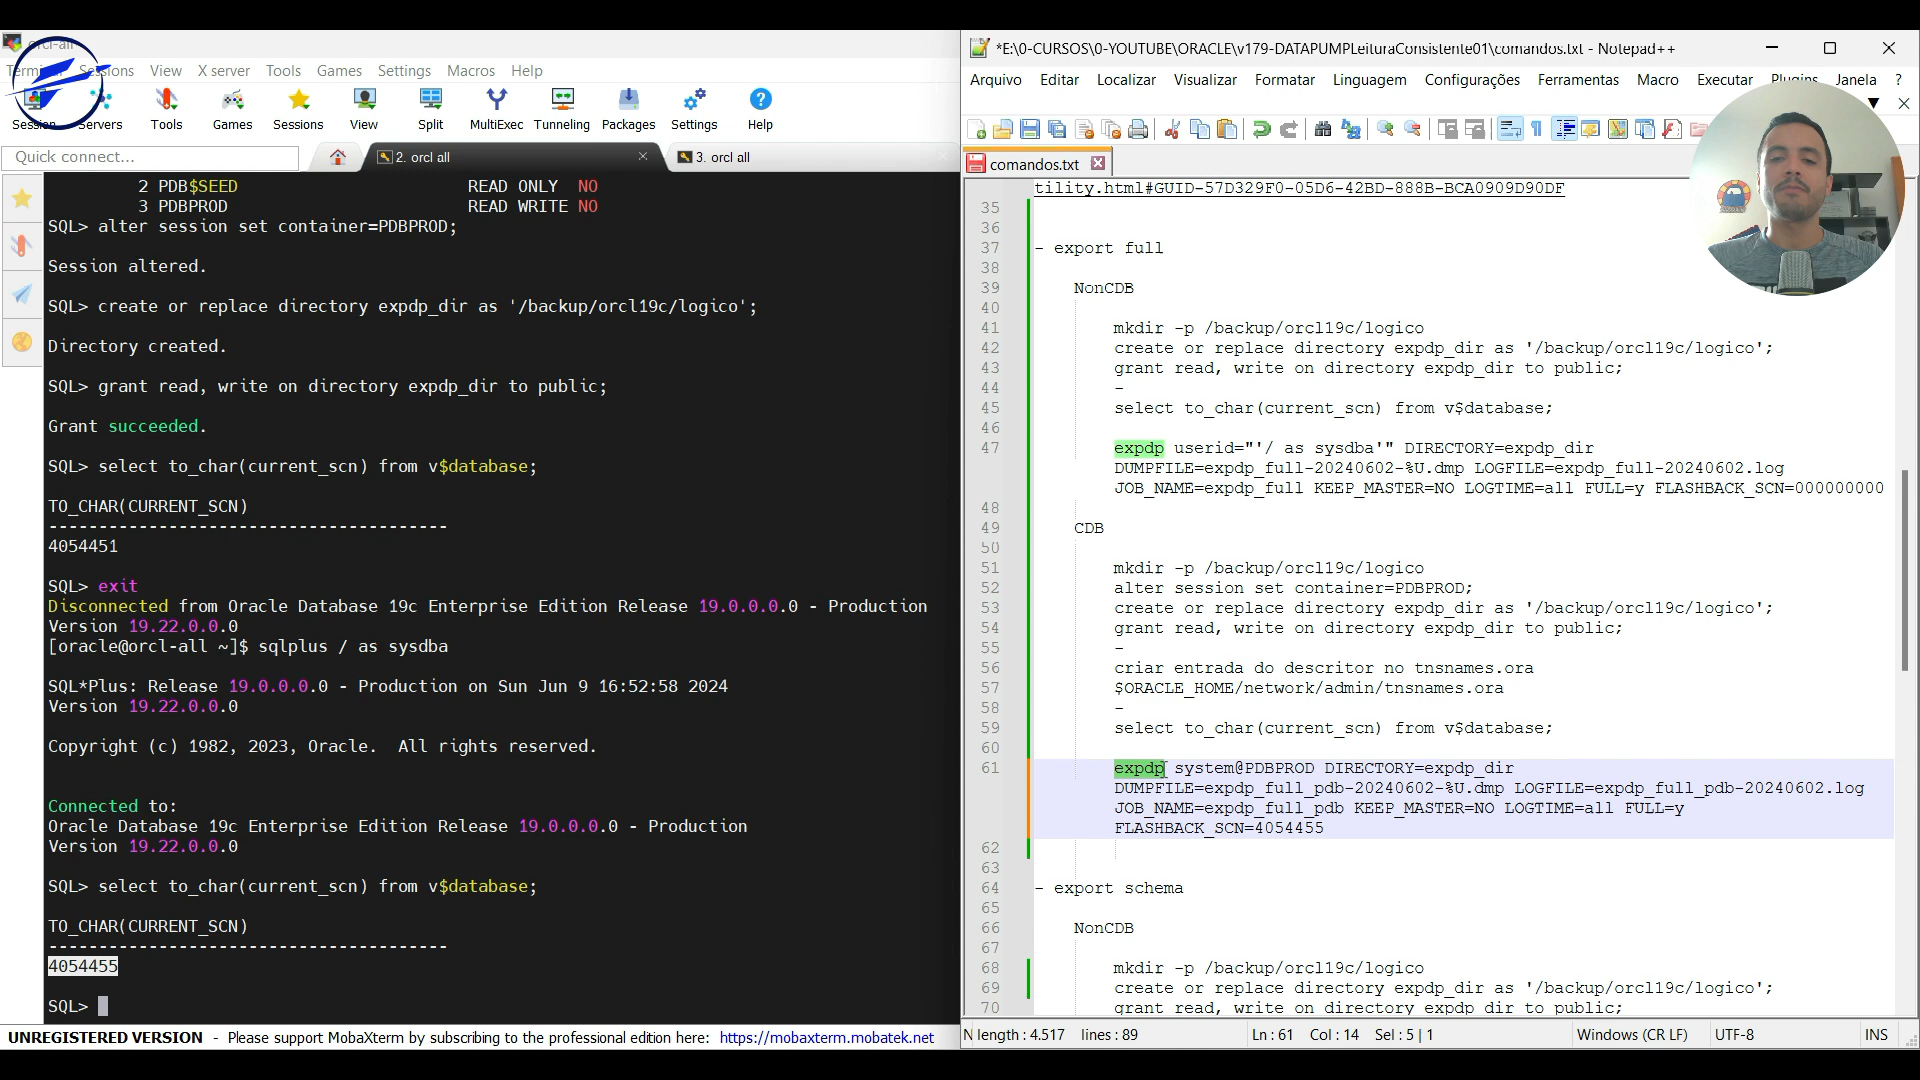 orcl-all
Terminal Sessions View X server Tools Games Settings Macros Help
Session Servers Tools Games Sessions View Split MultiExec Tunneling Packages Settings Help
Quick connect...
2. orcl all
3. orcl all
2 PDB$SEED READ ONLY NO
3 PDBPROD READ WRITE NO
SQL> alter session set container=PDBPROD;
Session altered.
SQL> create or replace directory expdp_dir as '/backup/orcl19c/logico';
Directory created.
SQL> grant read, write on directory expdp_dir to public;
Grant succeeded.
SQL> select to_char(current_scn) from v$database;
TO_CHAR(CURRENT_SCN)
----------------------------------------
4054451
SQL> exit
Disconnected from Oracle Database 19c Enterprise Edition Release 19.0.0.0.0 - Production
Version 19.22.0.0.0
[oracle@orcl-all ~]$ sqlplus / as sysdba
SQL*Plus: Release 19.0.0.0.0 - Production on Sun Jun 9 16:52:58 2024
Version 19.22.0.0.0
Copyright (c) 1982, 2023, Oracle.  All rights reserved.
Connected to:
Oracle Database 19c Enterprise Edition Release 19.0.0.0.0 - Production
Version 19.22.0.0.0
SQL> select to_char(current_scn) from v$database;
TO_CHAR(CURRENT_SCN)
----------------------------------------
4054455
SQL>
UNREGISTERED VERSION - Please support MobaXterm by subscribing to the professional edition here: https://mobaxterm.mobatek.net
*E:\0-CURSOS\0-YOUTUBE\ORACLE\v179-DATAPUMPLeituraConsistente01\comandos.txt - Notepad++
Arquivo Editar Localizar Visualizar Formatar Linguagem Codificação Configurações Ferramentas Macro Executar Plugins Janela ?
comandos.txt
tility.html#GUID-57D329F0-05D6-42BD-888B-BCA0909D90DF
35
36
37 - export full
38
39 NonCDB
40
41 mkdir -p /backup/orcl19c/logico
42 create or replace directory expdp_dir as '/backup/orcl19c/logico';
43 grant read, write on directory expdp_dir to public;
44 -
45 select to_char(current_scn) from v$database;
46
47 expdp userid="'/ as sysdba'" DIRECTORY=expdp_dir
DUMPFILE=expdp_full-20240602-%U.dmp LOGFILE=expdp_full-20240602.log
JOB_NAME=expdp_full KEEP_MASTER=NO LOGTIME=all FULL=y FLASHBACK_SCN=000000000
48
49 CDB
50
51 mkdir -p /backup/orcl19c/logico
52 alter session set container=PDBPROD;
53 create or replace directory expdp_dir as '/backup/orcl19c/logico';
54 grant read, write on directory expdp_dir to public;
55 -
56 criar entrada do descritor no tnsnames.ora
57 $ORACLE_HOME/network/admin/tnsnames.ora
58 -
59 select to_char(current_scn) from v$database;
60
61 expdp system@PDBPROD DIRECTORY=expdp_dir
DUMPFILE=expdp_full_pdb-20240602-%U.dmp LOGFILE=expdp_full_pdb-20240602.log
JOB_NAME=expdp_full_pdb KEEP_MASTER=NO LOGTIME=all FULL=y
FLASHBACK_SCN=4054455
62
63
64 - export schema
65
66 NonCDB
67
68 mkdir -p /backup/orcl19c/logico
69 create or replace directory expdp_dir as '/backup/orcl19c/logico';
70 grant read, write on directory expdp dir to public;
N length : 4.517 lines : 89 Ln : 61 Col : 14 Sel : 5 | 1 Windows (CR LF) UTF-8 INS